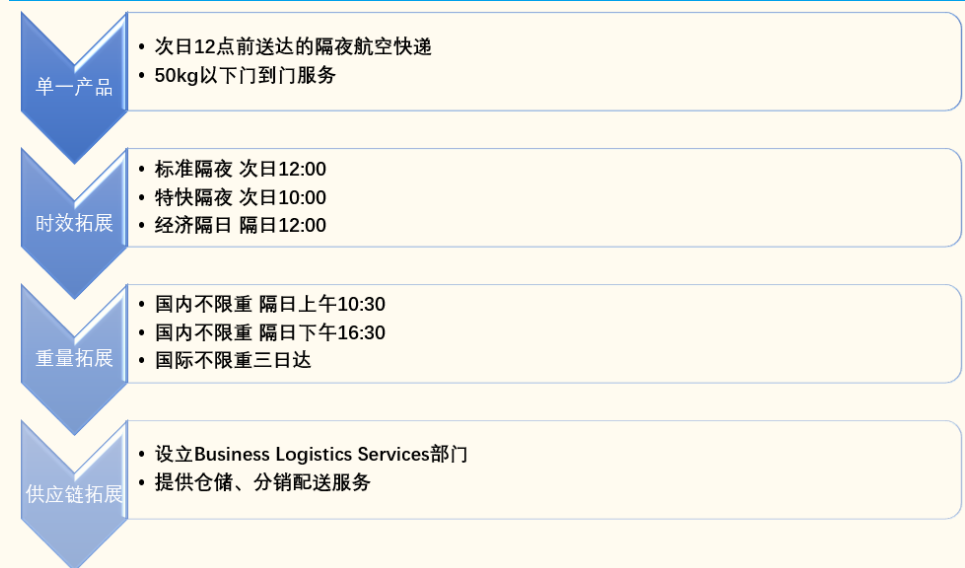 单一产品
• 次日12点前送达的隔夜航空快递
• 50kg以下门到门服务
时效拓展
• 标准隔夜 次日12:00
• 特快隔夜 次日10:00
• 经济隔日 隔日12:00
重量拓展
• 国内不限重 隔日上午10:30
• 国内不限重 隔日下午16:30
• 国际不限重三日达
供应链拓展
• 设立Business Logistics Services部门
• 提供仓储、分销配送服务